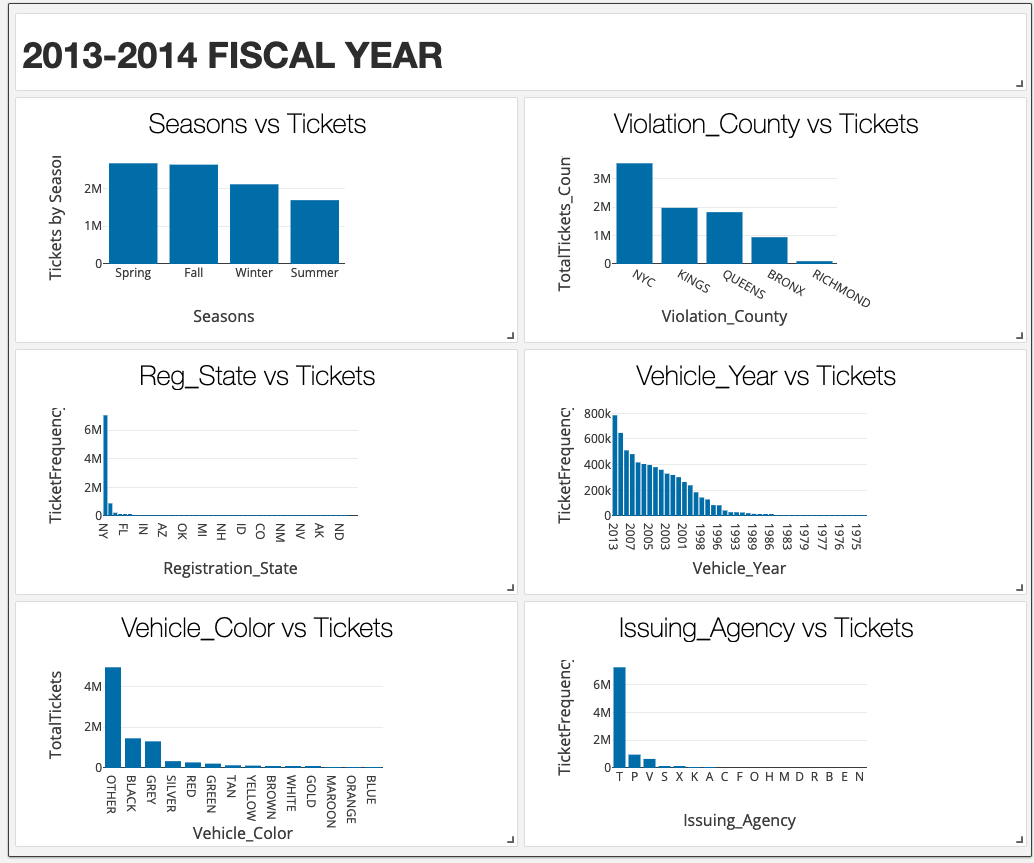 2013-2014 FISCAL YEAR
Seasons vs Tickets
Tickets by Seaso
2M
1M
0
Spring Fall Winter Summer
Seasons
Violation_County vs Tickets
TotalTickets_Coun
3M
2M
1M
0
NYC KINGS QUEENS BRONX RICHMOND
Violation_County
Reg_State vs Tickets
TicketFrequency
6M
4M
2M
0
NY FL IN AZ OK MI NH ID CO NM NV AK ND
Registration_State
Vehicle_Year vs Tickets
TicketFrequency
800k
600k
400k
200k
0
2013 2007 2005 2003 2001 1998 1996 1993 1989 1986 1983 1979 1977 1976 1975
Vehicle_Year
Vehicle_Color vs Tickets
TotalTickets
4M
2M
0
OTHER BLACK GREY SILVER RED GREEN TAN YELLOW BROWN WHITE GOLD MAROON ORANGE BLUE
Vehicle_Color
Issuing_Agency vs Tickets
TicketFrequency
6M
4M
2M
0
T P V S X K A C F O H M D R B E N
Issuing_Agency